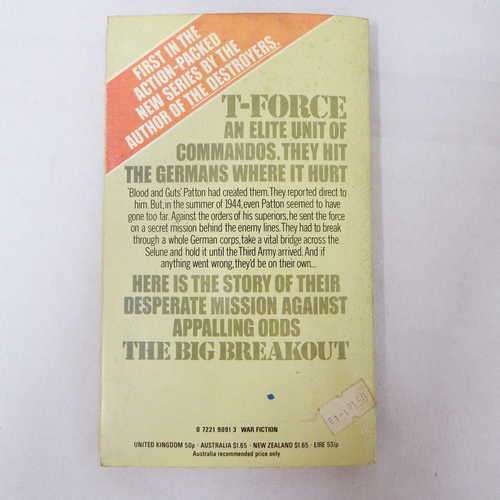 FIRST IN THE
ACTION-PACKED
NEW SERIES BY THE
AUTHOR OF THE DESTROYERS.
T-FORCE
AN ELITE UNIT OF
COMMANDOS. THEY HIT
THE GERMANS WHERE IT HURT
'Blood and Guts' Patton had created them. They reported direct to
him. But, in the summer of 1944, even Patton seemed to have
gone too far. Against the orders of his superiors, he sent the force
on a secret mission behind the enemy lines. They had to break
through a whole German corps, take a vital bridge across the
Selune and hold it until the Third Army arrived. And if
anything went wrong, they'd be on their own...
HERE IS THE STORY OF THEIR
DESPERATE MISSION AGAINST
APPALLING ODDS
THE BIG BREAKOUT
0 7221 9891 3 WAR FICTION
UNITED KINGDOM 50p · AUSTRALIA $1.65 · NEW ZEALAND $1.65 · EIRE 55½p
Australia recommended price only